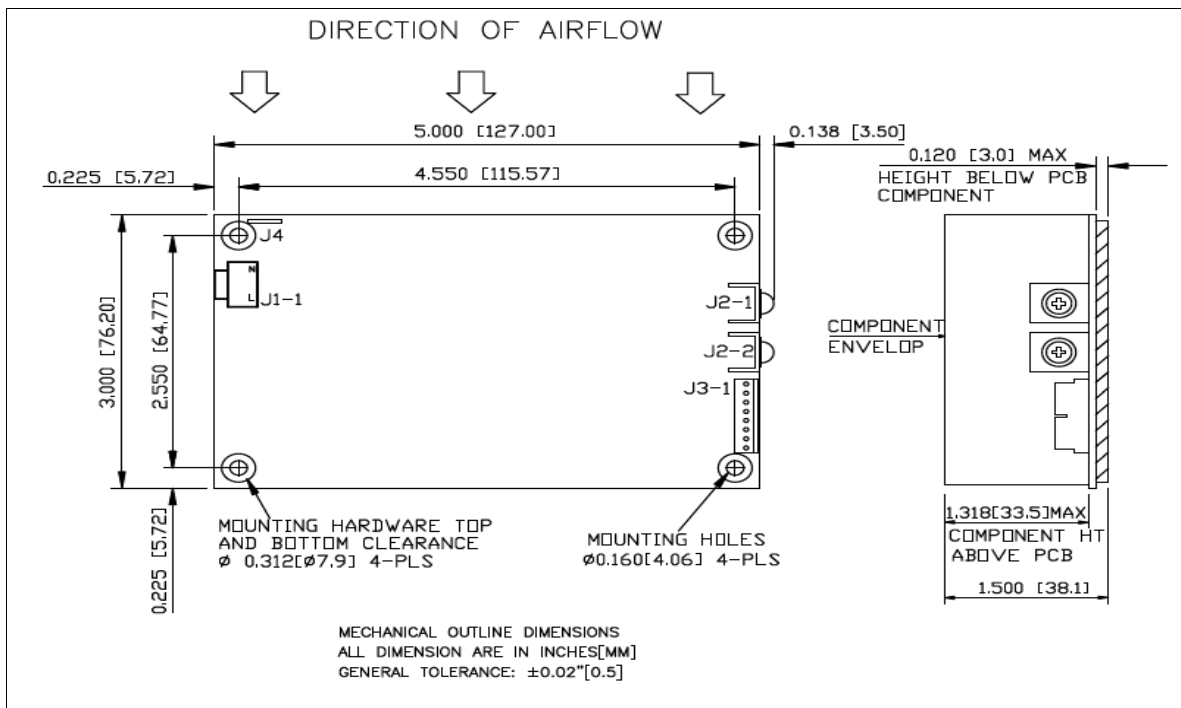 DIRECTION OF AIRFLOW
5.000 [127.00]
0.138 [3.50]
0.225 [5.72]
4.550 [115.57]
0.120 [3.0] MAX
HEIGHT BELOW PCB
COMPONENT
J4
N
L
J1-1
J2-1
J2-2
J3-1
3.000 [76.20]
2.550 [64.77]
0.225 [5.72]
COMPONENT
ENVELOP
MOUNTING HARDWARE TOP
AND BOTTOM CLEARANCE
Ø 0.312[Ø7.9] 4-PLS
MOUNTING HOLES
Ø0.160[4.06] 4-PLS
1.318[33.5]MAX
COMPONENT HT
ABOVE PCB
1.500 [38.1]
MECHANICAL OUTLINE DIMENSIONS
ALL DIMENSION ARE IN INCHES[MM]
GENERAL TOLERANCE: ±0.02"[0.5]